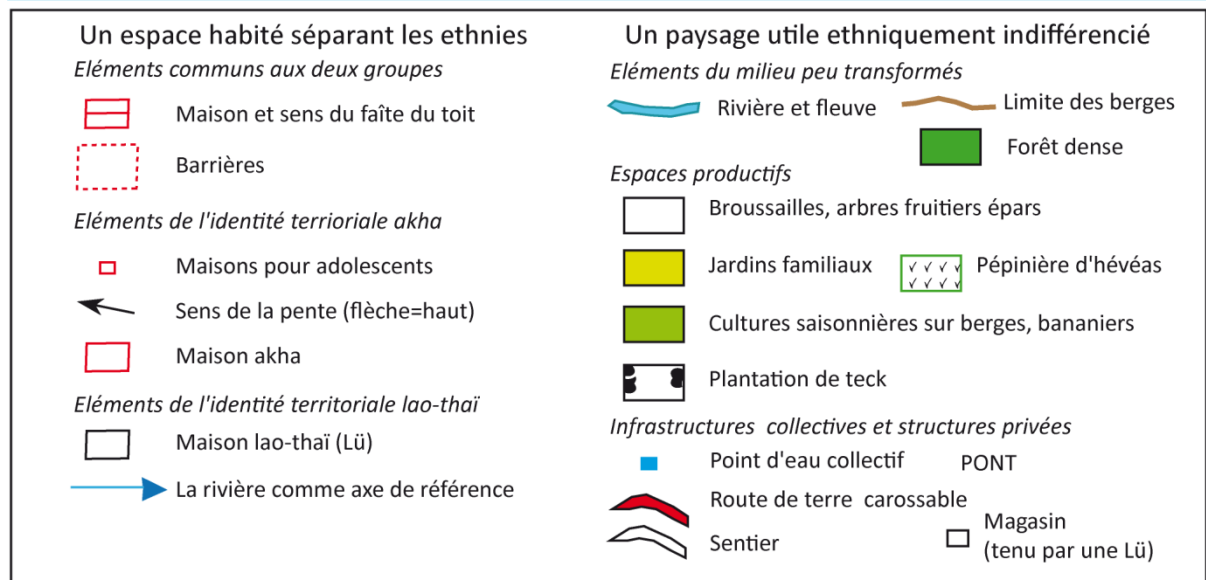 Un espace habité séparant les ethnies
Eléments communs aux deux groupes
Maison et sens du faîte du toit
Barrières
Eléments de l'identité terrioriale akha
Maisons pour adolescents
Sens de la pente (flèche=haut)
Maison akha
Eléments de l'identité territoriale lao-thaï
Maison lao-thaï (Lü)
La rivière comme axe de référence
Un paysage utile ethniquement indifférencié
Eléments du milieu peu transformés
Rivière et fleuve
Limite des berges
Forêt dense
Espaces productifs
Broussailles, arbres fruitiers épars
Jardins familiaux
Pépinière d'hévéas
Cultures saisonnières sur berges, bananiers
Plantation de teck
Infrastructures collectives et structures privées
Point d'eau collectif
PONT
Route de terre carossable
Sentier
Magasin
(tenu par une Lü)